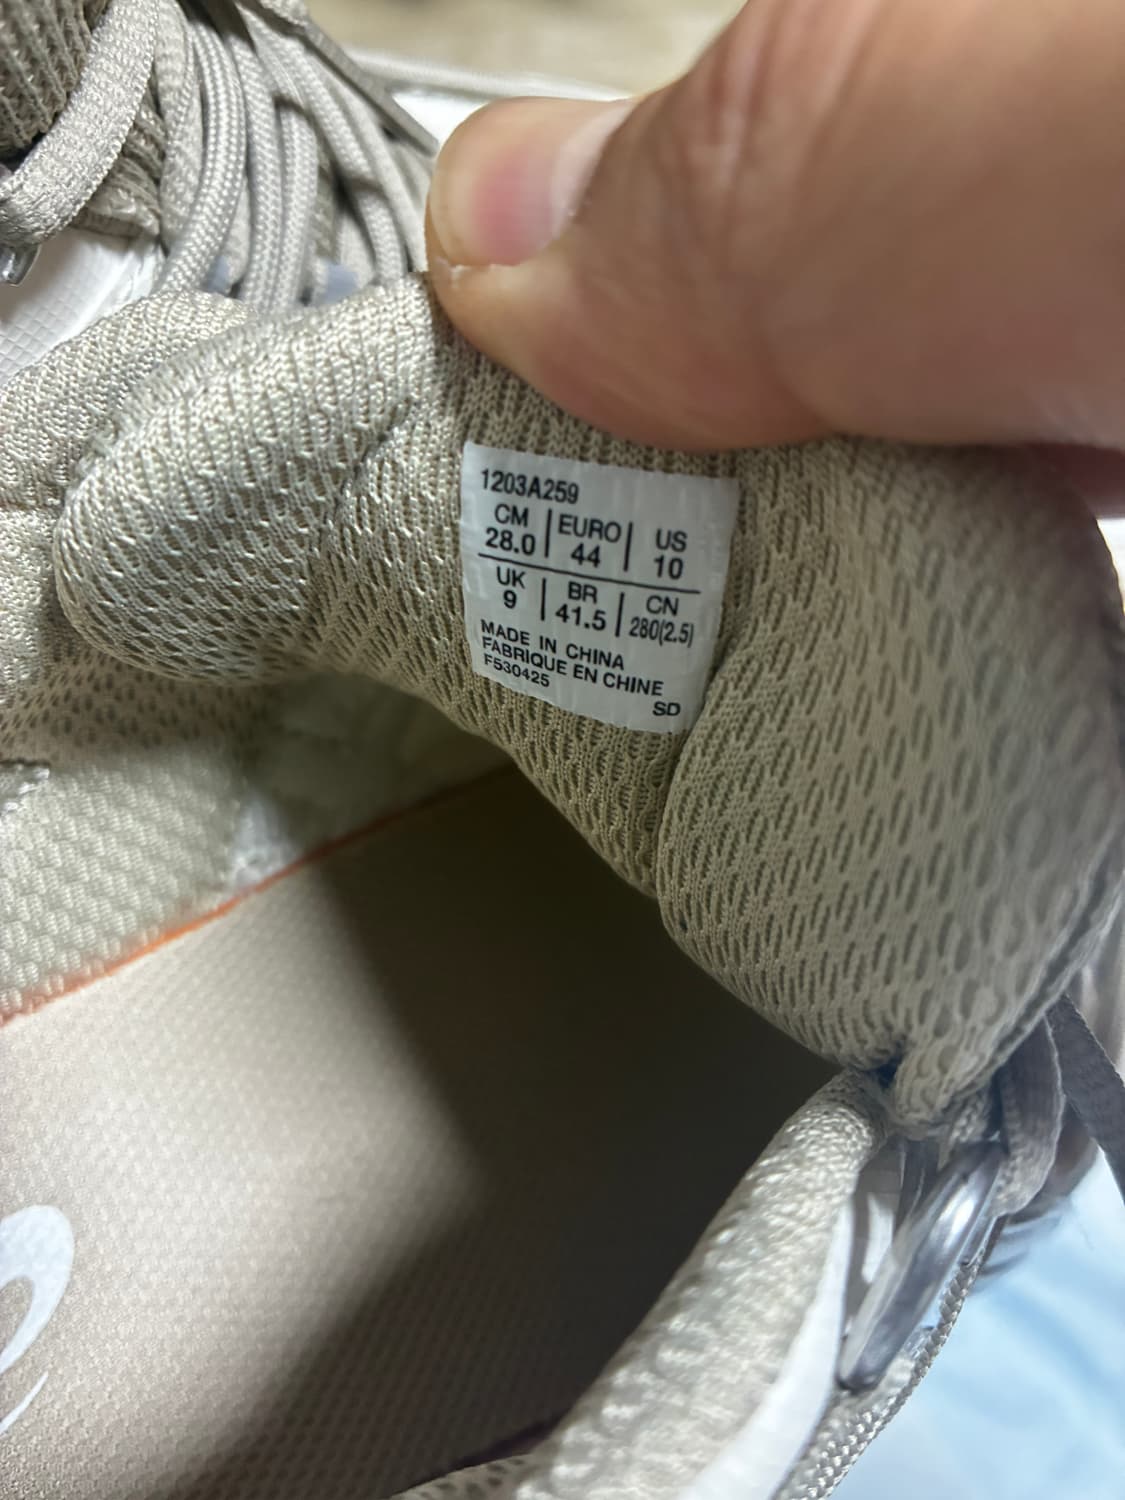 1203A259
CM | EURO | US
28.0 | 44 | 10
UK | BR | CN
9 | 41.5 | 280(2.5)
MADE IN CHINA
FABRIQUE EN CHINE
F530425
SD